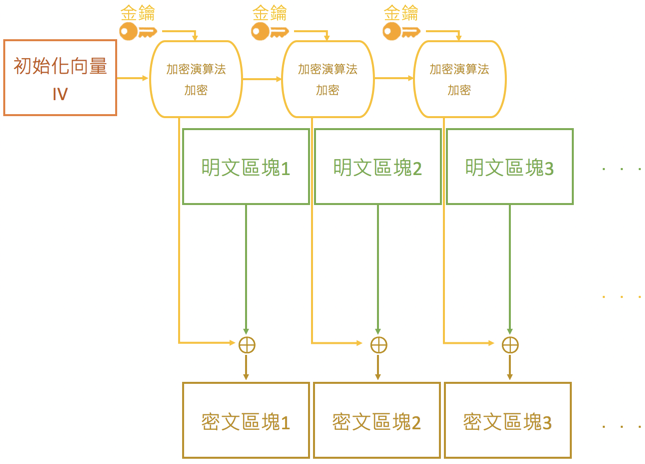 金鑰
金鑰
金鑰
初始化向量
IV
加密演算法
加密
加密演算法
加密
加密演算法
加密
明文區塊1
明文區塊2
明文區塊3
. . .
. . .
密文區塊1
密文區塊2
密文區塊3
. . .